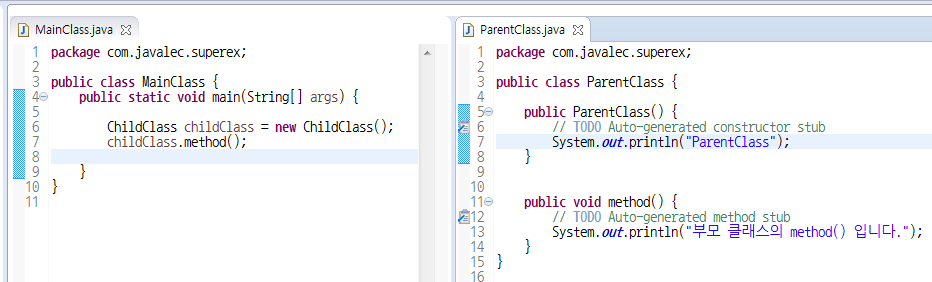 MainClass.java
1 package com.javalec.superex;
2
3 public class MainClass {
4 public static void main(String[] args) {
5
6 ChildClass childClass = new ChildClass();
7 childClass.method();
8
9 }
10 }
11
ParentClass.java
1 package com.javalec.superex;
2
3 public class ParentClass {
4
5 public ParentClass() {
6 // TODO Auto-generated constructor stub
7 System.out.println("ParentClass");
8 }
9
10
11 public void method() {
12 // TODO Auto-generated method stub
13 System.out.println("부모 클래스의 method() 입니다.");
14 }
15 }
16